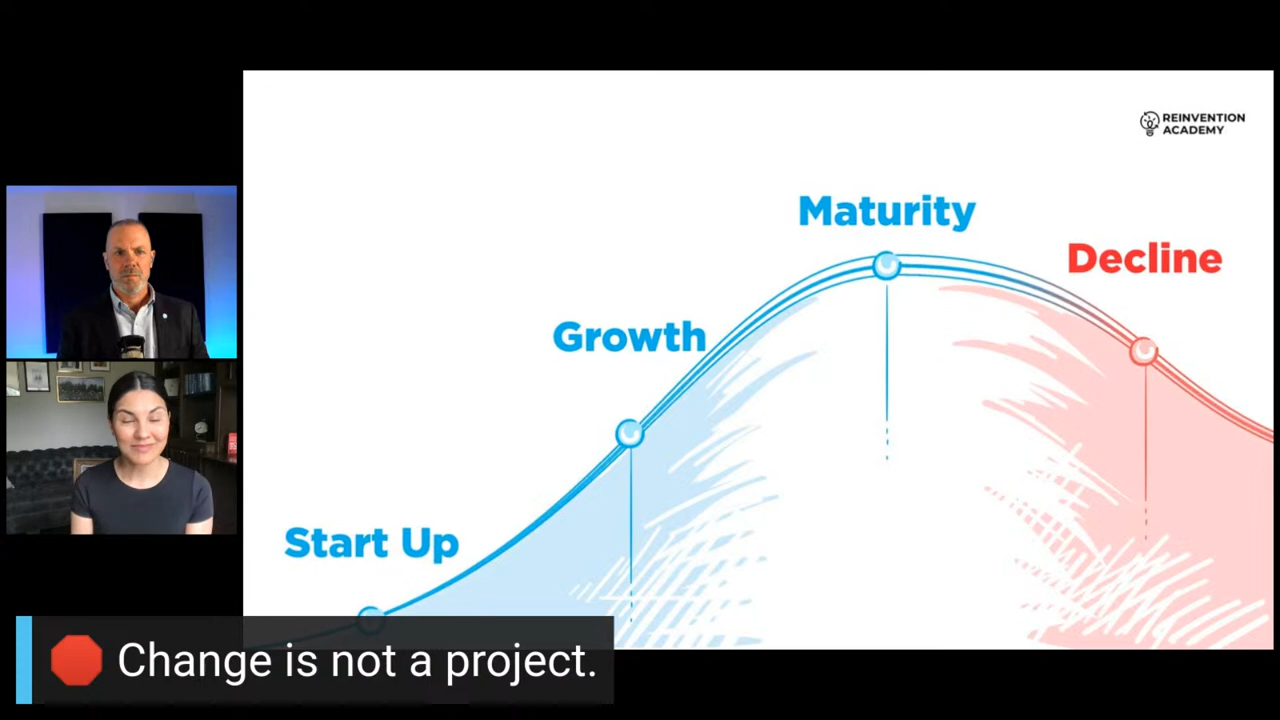 REINVENTION
ACADEMY
Maturity
Decline
Growth
Start Up
Change is not a project.